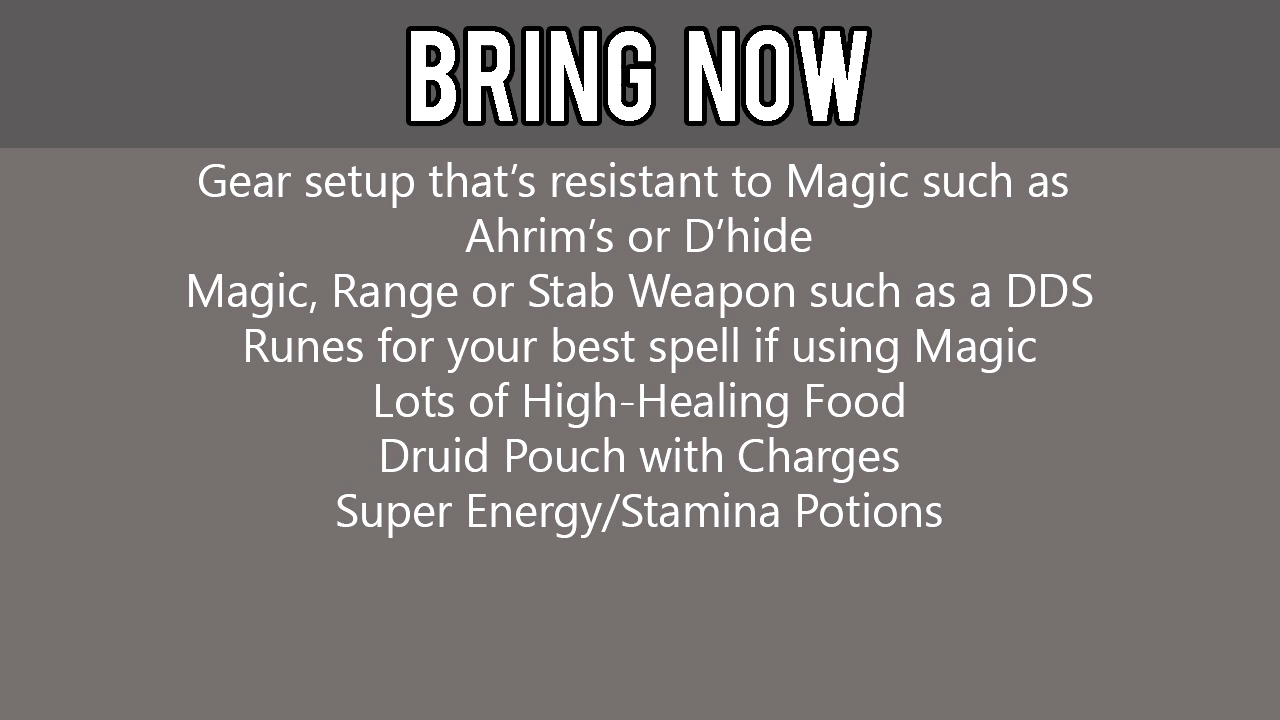 BRING NOW
Gear setup that’s resistant to Magic such as
Ahrim’s or D’hide
Magic, Range or Stab Weapon such as a DDS
Runes for your best spell if using Magic
Lots of High-Healing Food
Druid Pouch with Charges
Super Energy/Stamina Potions